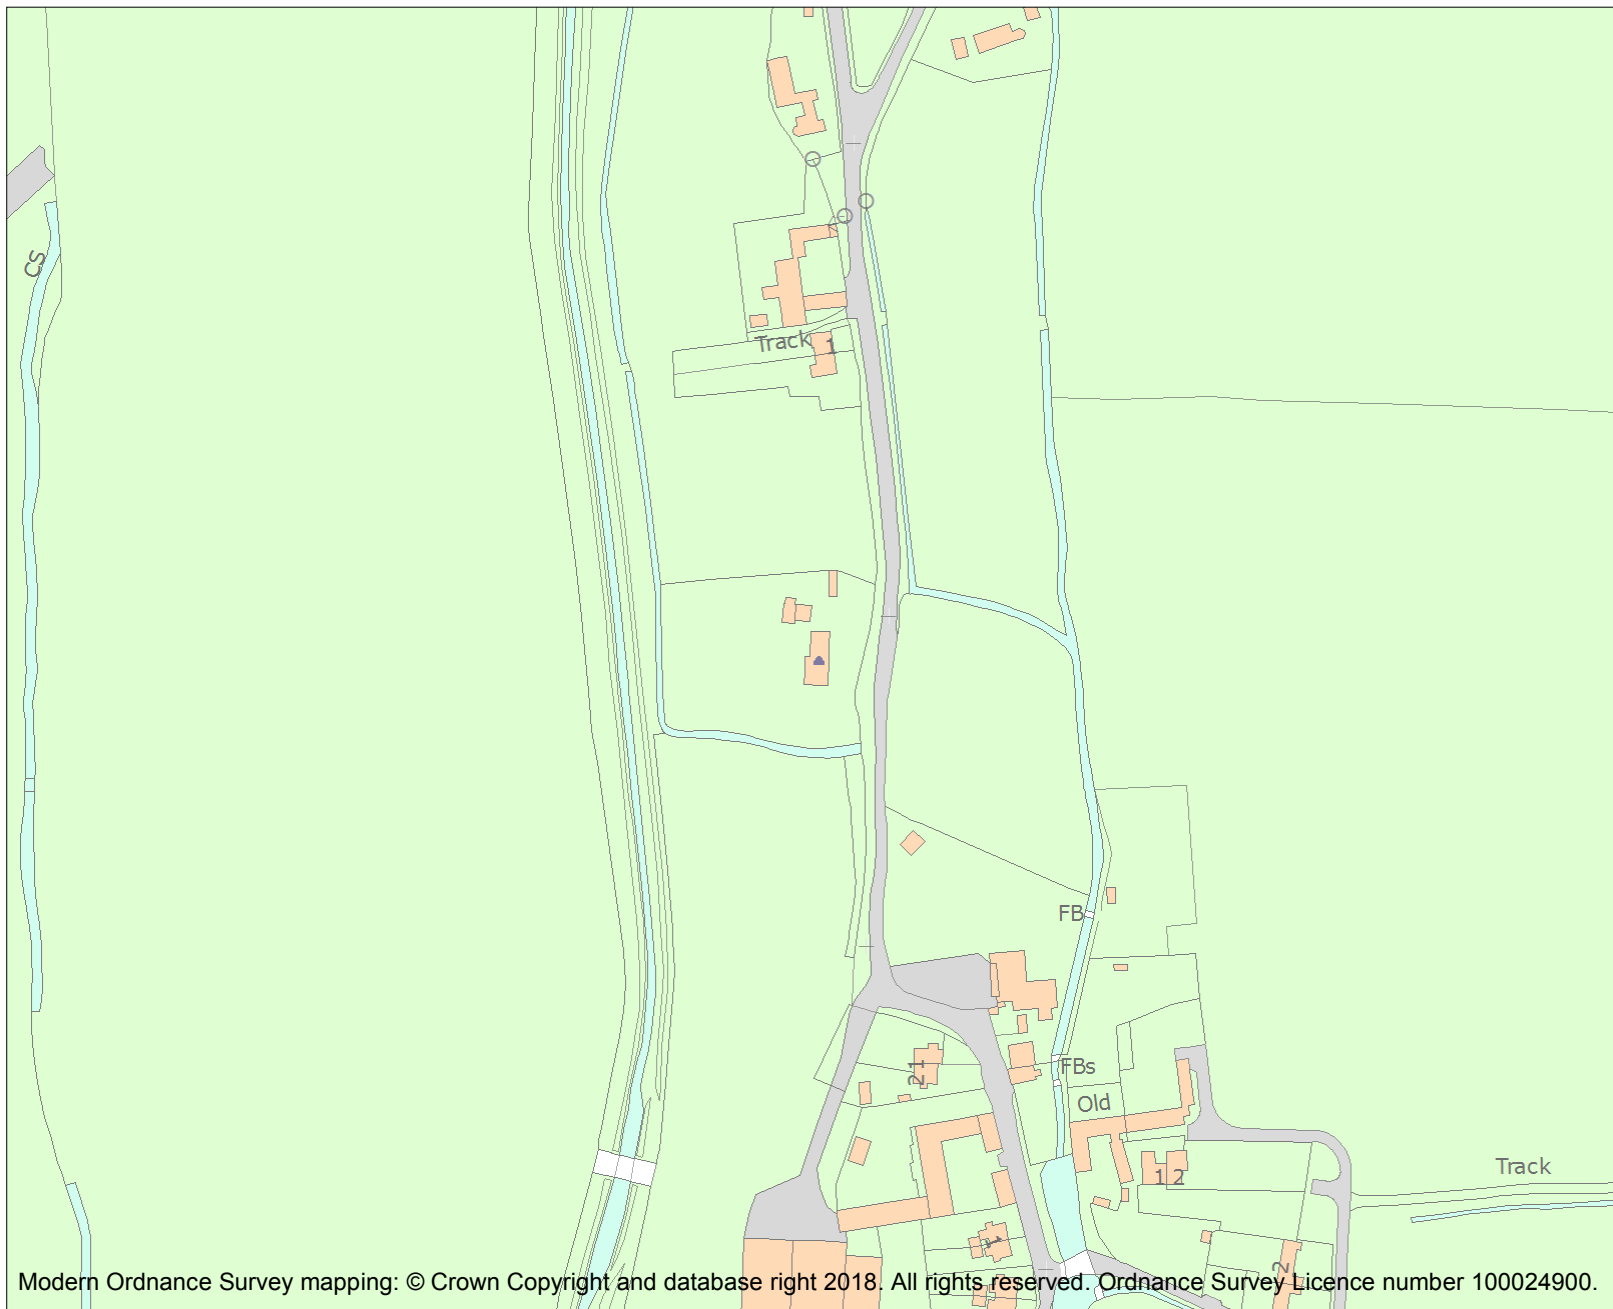 CS
Track 1
FB
21
FBs
Old
12
Track
1
2
Modern Ordnance Survey mapping: © Crown Copyright and database right 2018. All rights reserved. Ordnance Survey Licence number 100024900.